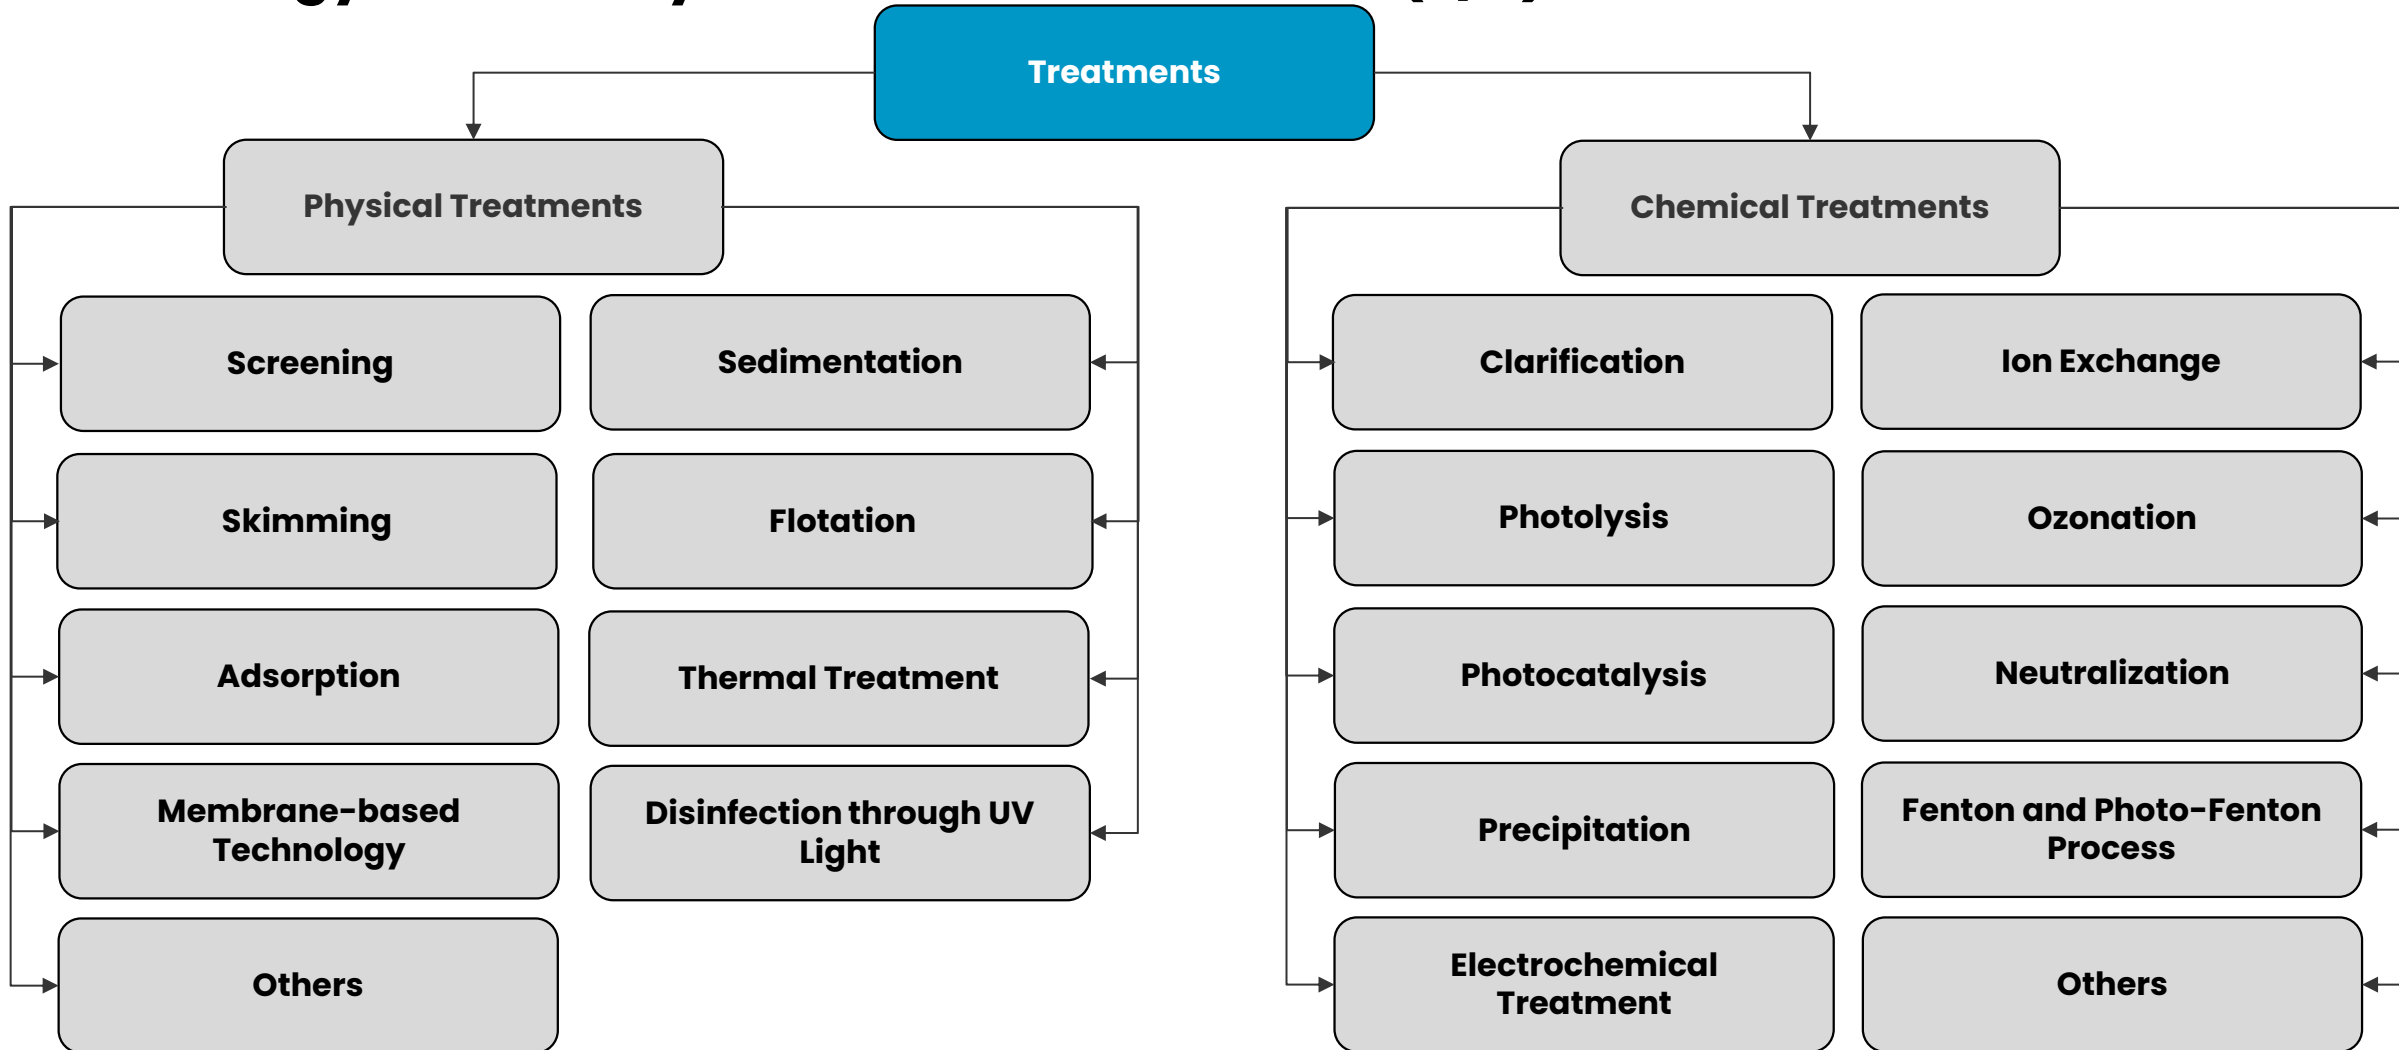 Treatments
Physical Treatments
Chemical Treatments
Screening
Sedimentation
Clarification
Ion Exchange
Skimming
Flotation
Photolysis
Ozonation
Adsorption
Thermal Treatment
Photocatalysis
Neutralization
Membrane-based
Technology
Disinfection through UV
Light
Precipitation
Fenton and Photo-Fenton
Process
Others
Electrochemical
Treatment
Others